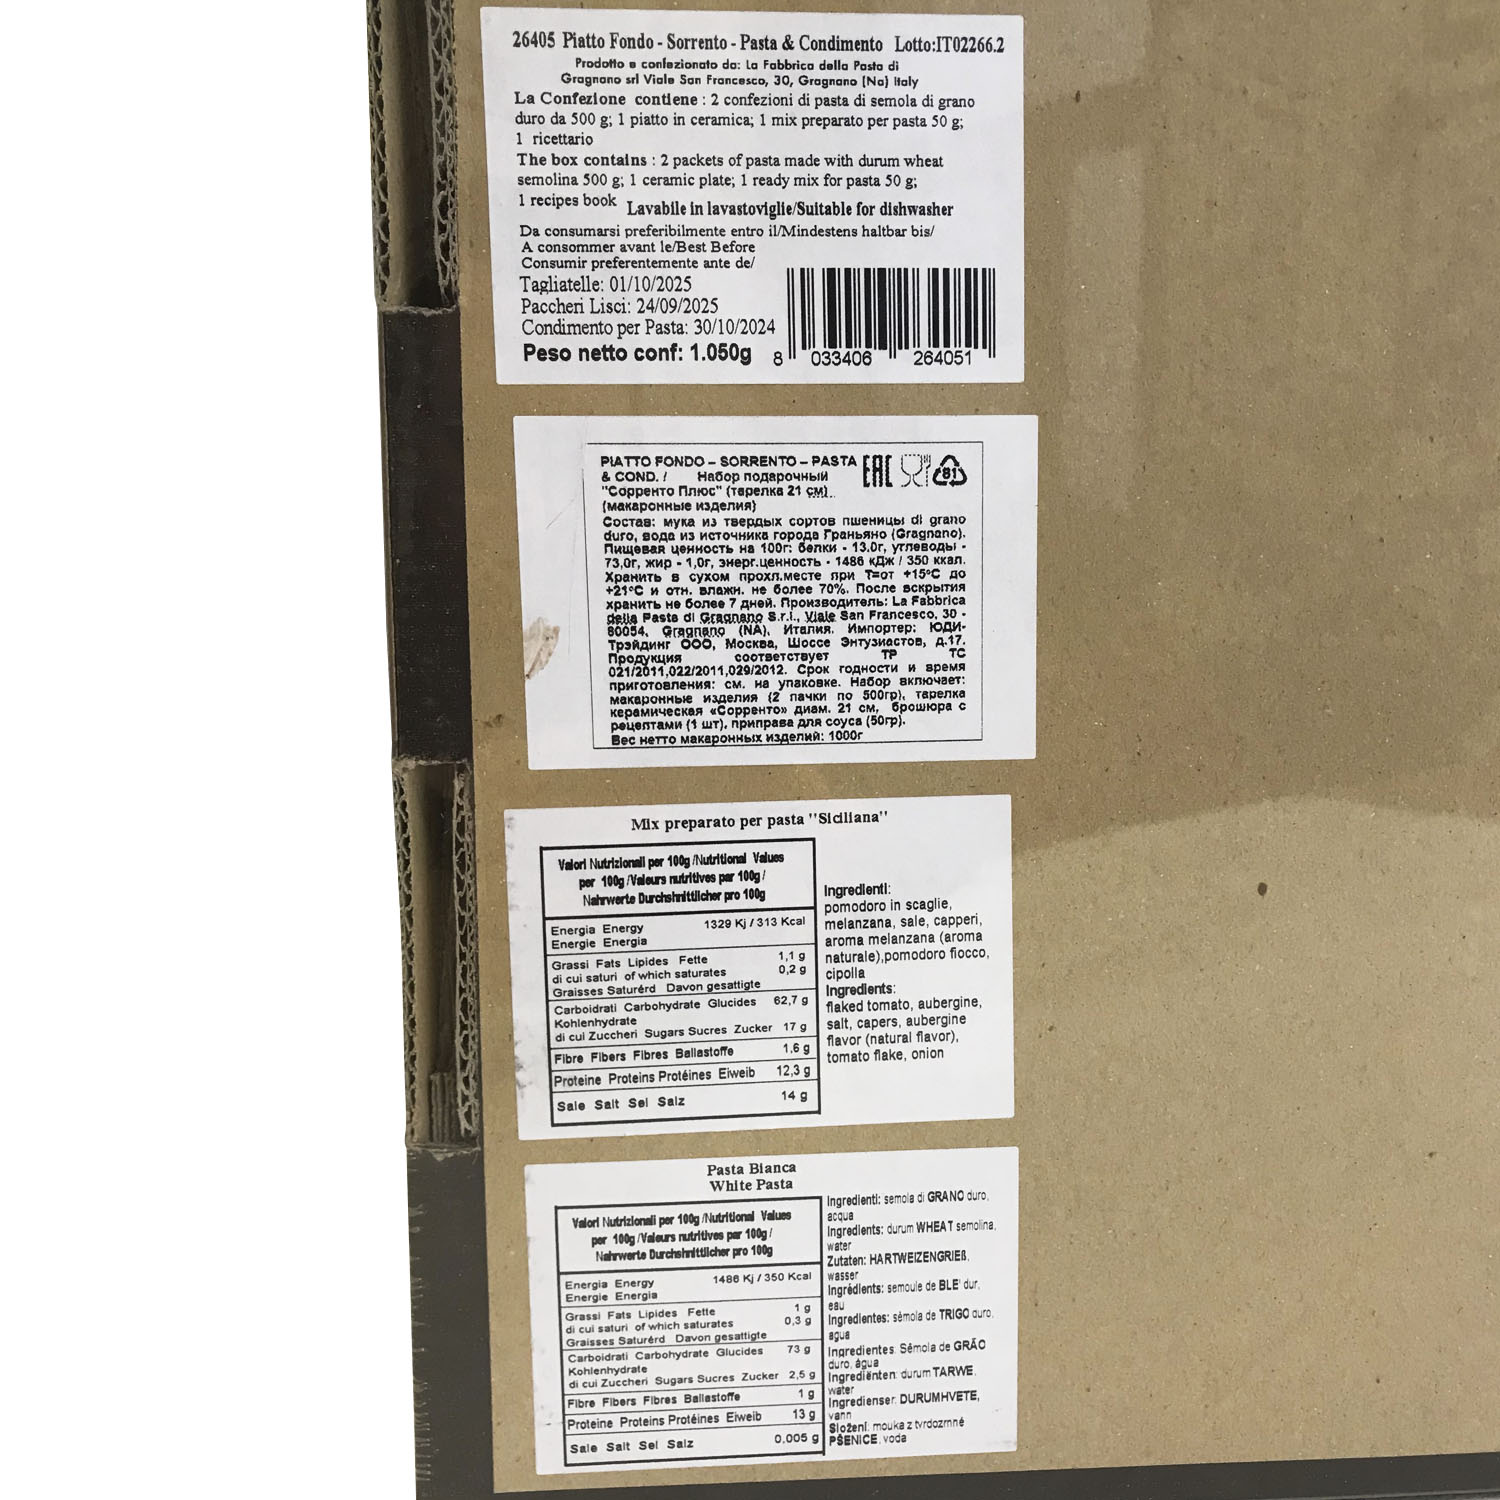 26405 Piatto Fondo - Sorrento - Pasta & Condimento Lotto:IT02266.2
Prodotto e confezionato da: La Fabbrica della Pasta di
Gragnano srl Viale San Francesco, 30, Gragnano (Na) Italy
La Confezione contiene : 2 confezioni di pasta di semola di grano
duro da 500 g; 1 piatto in ceramica; 1 mix preparato per pasta 50 g;
1 ricettario
The box contains : 2 packets of pasta made with durum wheat
semolina 500 g; 1 ceramic plate; 1 ready mix for pasta 50 g;
1 recipes book Lavabile in lavastoviglie/Suitable for dishwasher
Da consumarsi preferibilmente entro il/Mindestens haltbar bis/
A consommer avant le/Best Before
Consumir preferentemente ante de/
Tagliatelle: 01/10/2025
Paccheri Lisci: 24/09/2025
Condimento per Pasta: 30/10/2024
Peso netto conf: 1.050g
8 033406 264051
PIATTO FONDO – SORRENTO – PASTA EAC 81
& COND. / Набор подарочный
"Сорренто Плюс" (тарелка 21 см)
(макаронные изделия)
Состав: мука из твердых сортов пшеницы di grano
duro, вода из источника города Граньяно (Gragnano).
Пищевая ценность на 100г: белки - 13.0г, углеводы -
73,0г, жир - 1,0г, энерг.ценность - 1486 кДж / 350 ккал.
Хранить в сухом прохл.месте при T=от +15°C до
+21°C и отн. влажн. не более 70%. После вскрытия
хранить не более 7 дней. Производитель: La Fabbrica
della Pasta di Gragnano S.r.l., Viale San Francesco, 30 -
80054, Gragnano (NA), Италия. Импортер: ЮДИ-
Трэйдинг ООО, Москва, Шоссе Энтузиастов, д.17.
Продукция соответствует ТР ТС
021/2011,022/2011,029/2012. Срок годности и время
приготовления: см. на упаковке. Набор включает:
макаронные изделия (2 пачки по 500гр), тарелка
керамическая «Сорренто» диам. 21 см, брошюра с
рецептами (1 шт), приправа для соуса (50гр).
Вес нетто макаронных изделий: 1000г
Mix preparato per pasta "Siciliana"
Valori Nutrizionali per 100g /Nutritional Values
per 100g /Valeurs nutritives par 100g /
Nahrwerte Durchshnittlicher pro 100g
Energia Energy 1329 Kj / 313 Kcal
Energie Energia
Grassi Fats Lipides Fette 1,1 g
di cui saturi of which saturates 0,2 g
Graisses Saturérd Davon gesattigte
Carboidrati Carbohydrate Glucides 62,7 g
Kohlenhydrate
di cui Zuccheri Sugars Sucres Zucker 17 g
Fibre Fibers Fibres Ballastoffe 1,6 g
Proteine Proteins Protéines Eiweib 12,3 g
Sale Salt Sel Salz 14 g
Ingredienti:
pomodoro in scaglie,
melanzana, sale, capperi,
aroma melanzana (aroma
naturale),pomodoro fiocco,
cipolla
Ingredients:
flaked tomato, aubergine,
salt, capers, aubergine
flavor (natural flavor),
tomato flake, onion
Pasta Bianca
White Pasta
Valori Nutrizionali per 100g /Nutritional Values
per 100g /Valeurs nutritives par 100g /
Nahrwerte Durchshnittlicher pro 100g
Energia Energy 1486 Kj / 350 Kcal
Energie Energia
Grassi Fats Lipides Fette 1 g
di cui saturi of which saturates 0,3 g
Graisses Saturérd Davon gesattigte
Carboidrati Carbohydrate Glucides 73 g
Kohlenhydrate
di cui Zuccheri Sugars Sucres Zucker 2,5 g
Fibre Fibers Fibres Ballastoffe 1 g
Proteine Proteins Protéines Eiweib 13 g
Sale Salt Sel Salz 0,005 g
Ingredienti: semola di GRANO duro,
acqua
Ingredients: durum WHEAT semolina,
water
Zutaten: HARTWEIZENGRIEß,
wasser
Ingrédients: semoule de BLE' dur,
eau
Ingredientes: sémola de TRIGO duro,
agua
Ingredientes. Sêmola de GRÃO
duro, água
Ingrediënten: durum TARWE,
water
Ingredienser: DURUMHVETE,
vann
Složení: mouka z tvrdozrnné
PŠENICE, voda